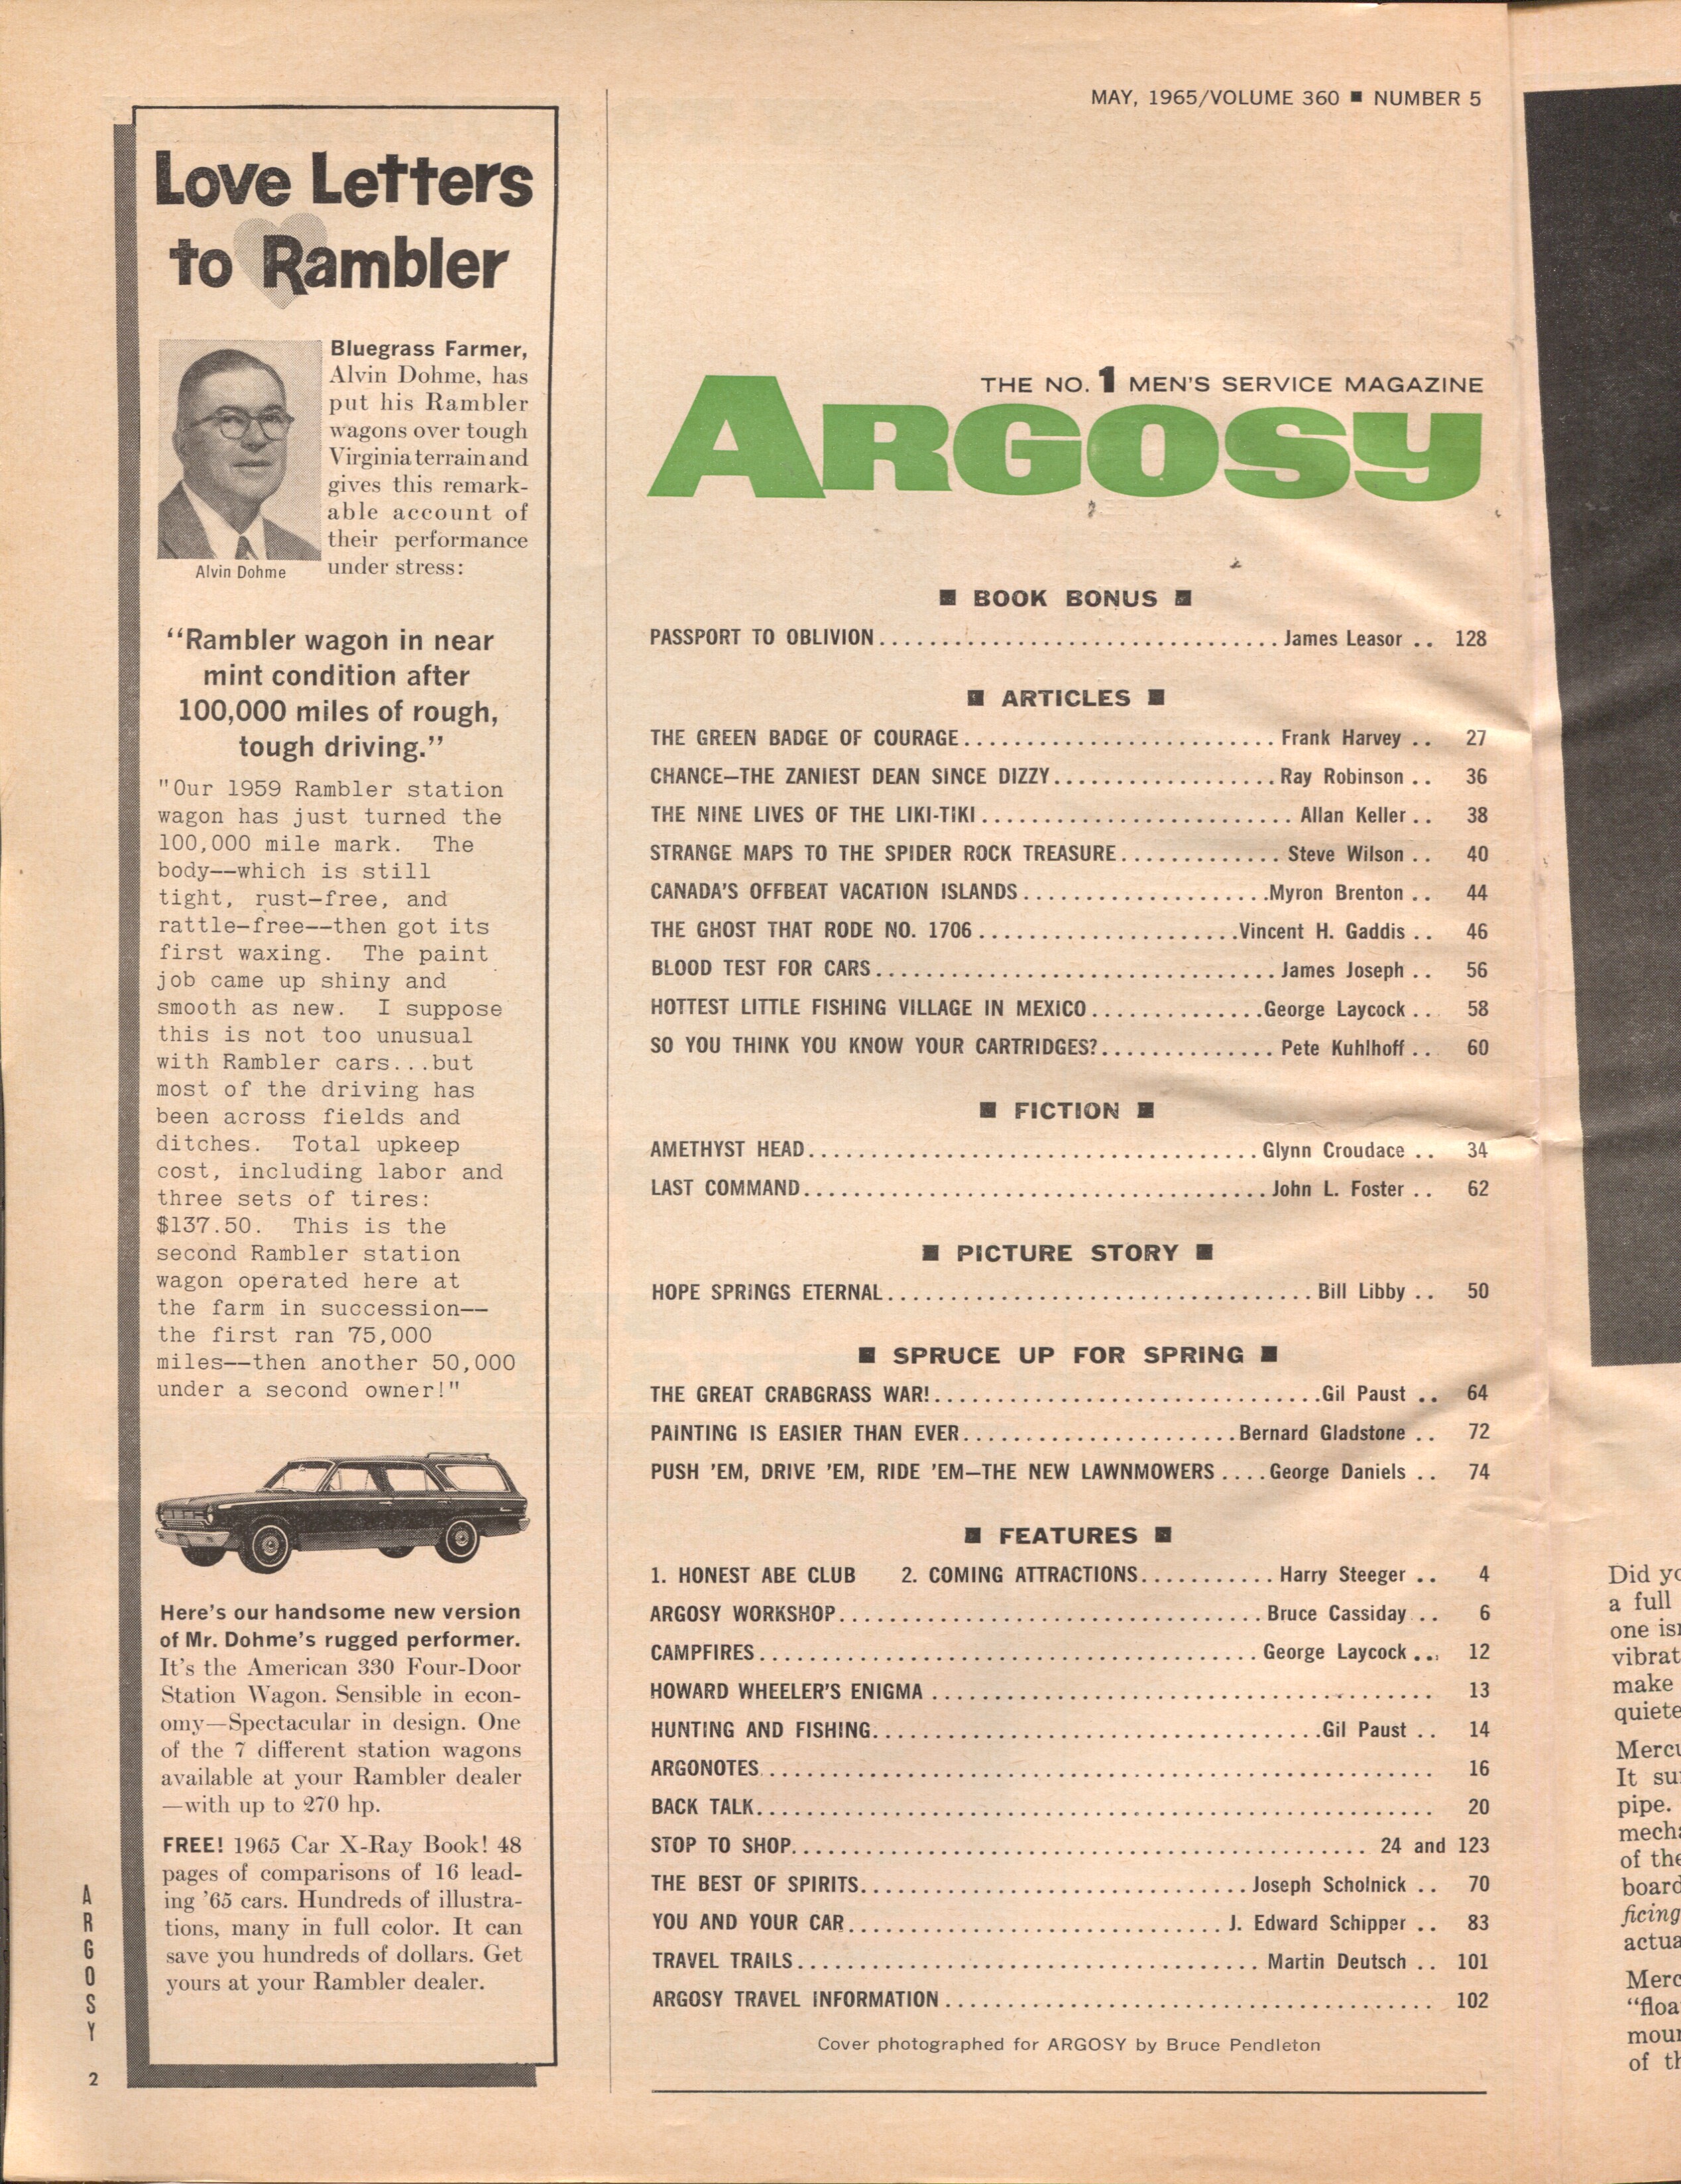 Love Letters
to Rambler
Bluegrass Farmer,
Alvin Dohme, has
put his Rambler
wagons over tough
Virginia terrain and
gives this remark-
able account of
their performance
under stress:
Alvin Dohme
“Rambler wagon in near
mint condition after
100,000 miles of rough,
tough driving.”
"Our 1959 Rambler station
wagon has just turned the
100,000 mile mark. The
body--which is still
tight, rust-free, and
rattle-free--then got its
first waxing. The paint
job came up shiny and
smooth as new. I suppose
this is not too unusual
with Rambler cars...but
most of the driving has
been across fields and
ditches. Total upkeep
cost, including labor and
three sets of tires:
$137.50. This is the
second Rambler station
wagon operated here at
the farm in succession--
the first ran 75,000
miles--then another 50,000
under a second owner!"
Here's our handsome new version
of Mr. Dohme's rugged performer.
It's the American 330 Four-Door
Station Wagon. Sensible in econ-
omy—Spectacular in design. One
of the 7 different station wagons
available at your Rambler dealer
—with up to 270 hp.
FREE! 1965 Car X-Ray Book! 48
pages of comparisons of 16 lead-
ing '65 cars. Hundreds of illustra-
tions, many in full color. It can
save you hundreds of dollars. Get
yours at your Rambler dealer.
ARGOSY
2
MAY, 1965/VOLUME 360 ■ NUMBER 5
THE NO. 1 MEN'S SERVICE MAGAZINE
ARGOSY
■ BOOK BONUS ■
PASSPORT TO OBLIVION ... James Leasor .. 128
■ ARTICLES ■
THE GREEN BADGE OF COURAGE ... Frank Harvey .. 27
CHANCE—THE ZANIEST DEAN SINCE DIZZY ... Ray Robinson .. 36
THE NINE LIVES OF THE LIKI-TIKI ... Allan Keller .. 38
STRANGE MAPS TO THE SPIDER ROCK TREASURE ... Steve Wilson .. 40
CANADA'S OFFBEAT VACATION ISLANDS ... Myron Brenton .. 44
THE GHOST THAT RODE NO. 1706 ... Vincent H. Gaddis .. 46
BLOOD TEST FOR CARS ... James Joseph .. 56
HOTTEST LITTLE FISHING VILLAGE IN MEXICO ... George Laycock .. 58
SO YOU THINK YOU KNOW YOUR CARTRIDGES? ... Pete Kuhlhoff .. 60
■ FICTION ■
AMETHYST HEAD ... Glynn Croudace .. 34
LAST COMMAND ... John L. Foster .. 62
■ PICTURE STORY ■
HOPE SPRINGS ETERNAL ... Bill Libby .. 50
■ SPRUCE UP FOR SPRING ■
THE GREAT CRABGRASS WAR! ... Gil Paust .. 64
PAINTING IS EASIER THAN EVER ... Bernard Gladstone .. 72
PUSH 'EM, DRIVE 'EM, RIDE 'EM—THE NEW LAWNMOWERS .... George Daniels .. 74
■ FEATURES ■
1. HONEST ABE CLUB 2. COMING ATTRACTIONS ... Harry Steeger .. 4
ARGOSY WORKSHOP ... Bruce Cassiday .. 6
CAMPFIRES ... George Laycock .. 12
HOWARD WHEELER'S ENIGMA ... 13
HUNTING AND FISHING ... Gil Paust .. 14
ARGONOTES ... 16
BACK TALK ... 20
STOP TO SHOP ... 24 and 123
THE BEST OF SPIRITS ... Joseph Scholnick .. 70
YOU AND YOUR CAR ... J. Edward Schipper .. 83
TRAVEL TRAILS ... Martin Deutsch .. 101
ARGOSY TRAVEL INFORMATION ... 102
Cover photographed for ARGOSY by Bruce Pendleton
Did
a full
one
make
It
pipe.
of the
actua
of